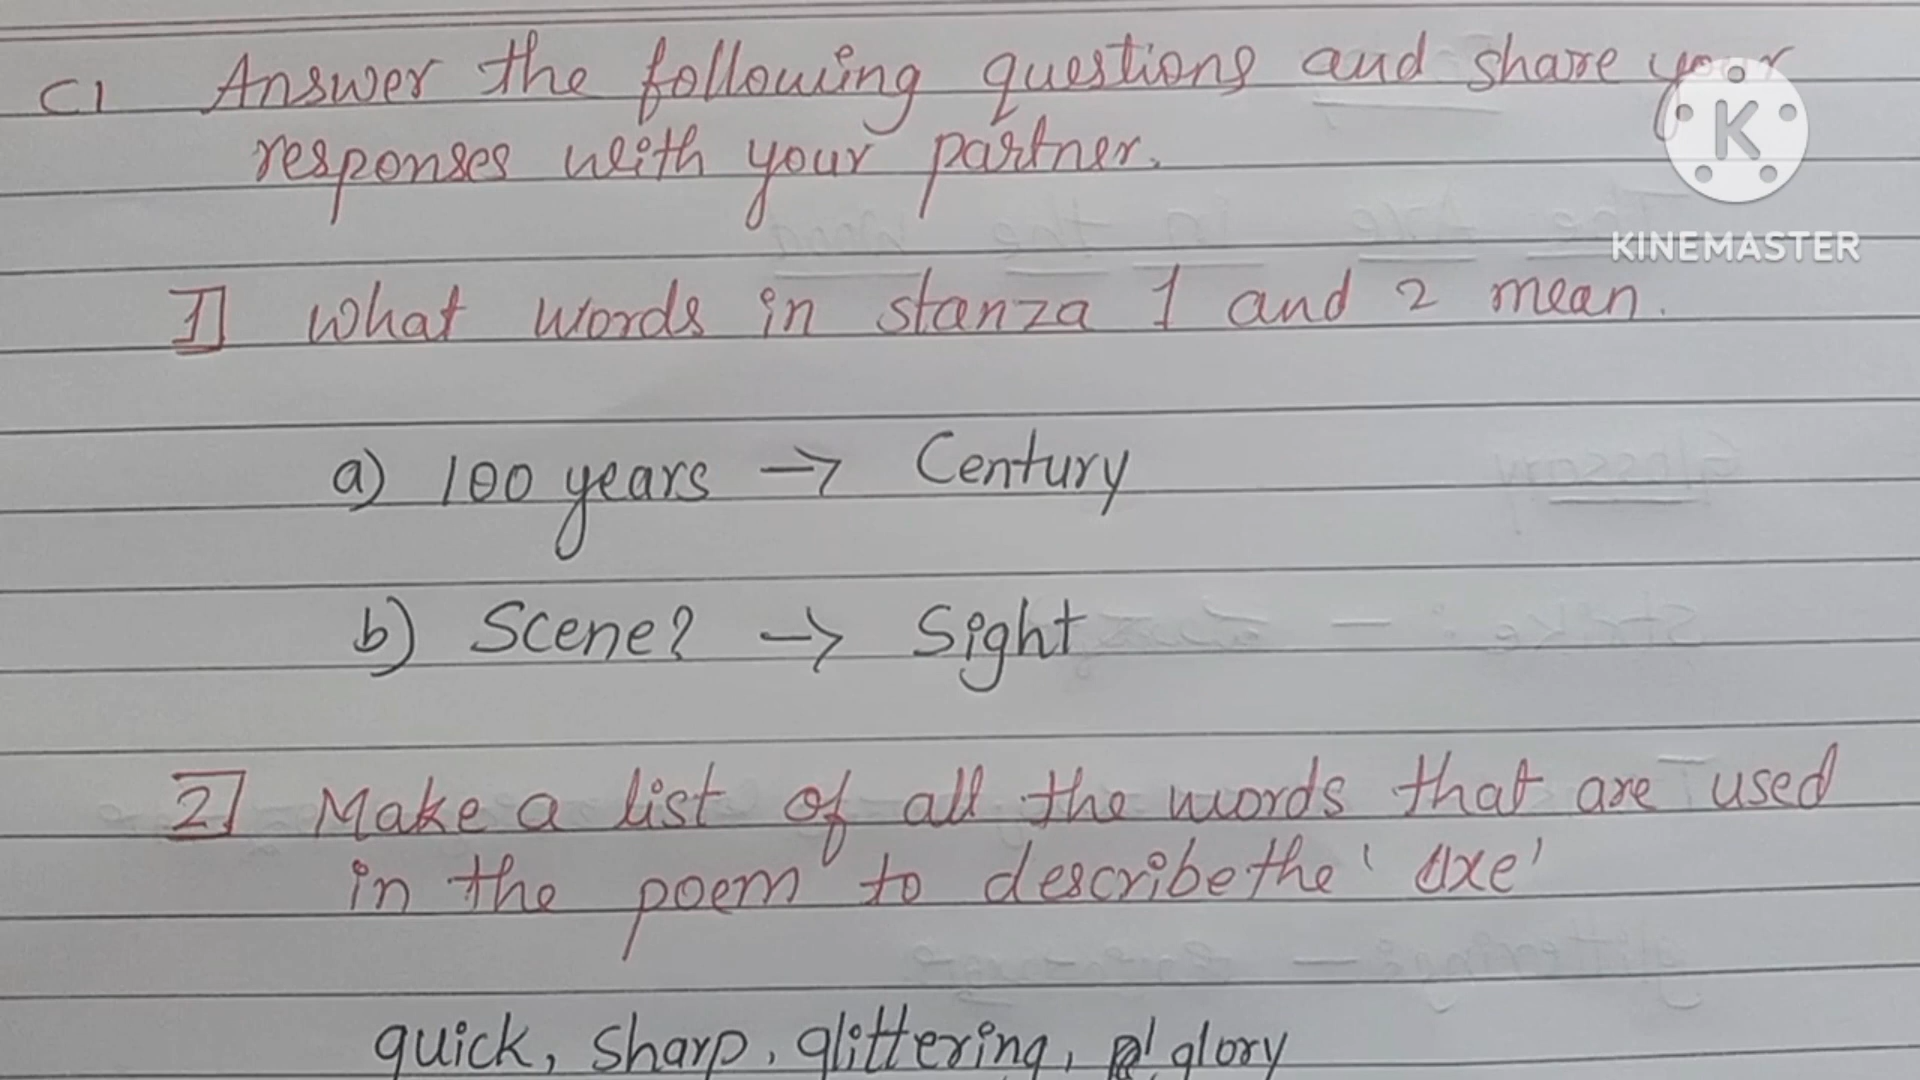 C1 Answer the following questions and share your
responses with your partner.
K
KINEMASTER
1] What words in stanza 1 and 2 mean.
a) 100 years → Century
b) Scene? → Sight
2] Make a list of all the words that are used
in the poem to describe the 'axe'
quick, sharp, glittering, glory